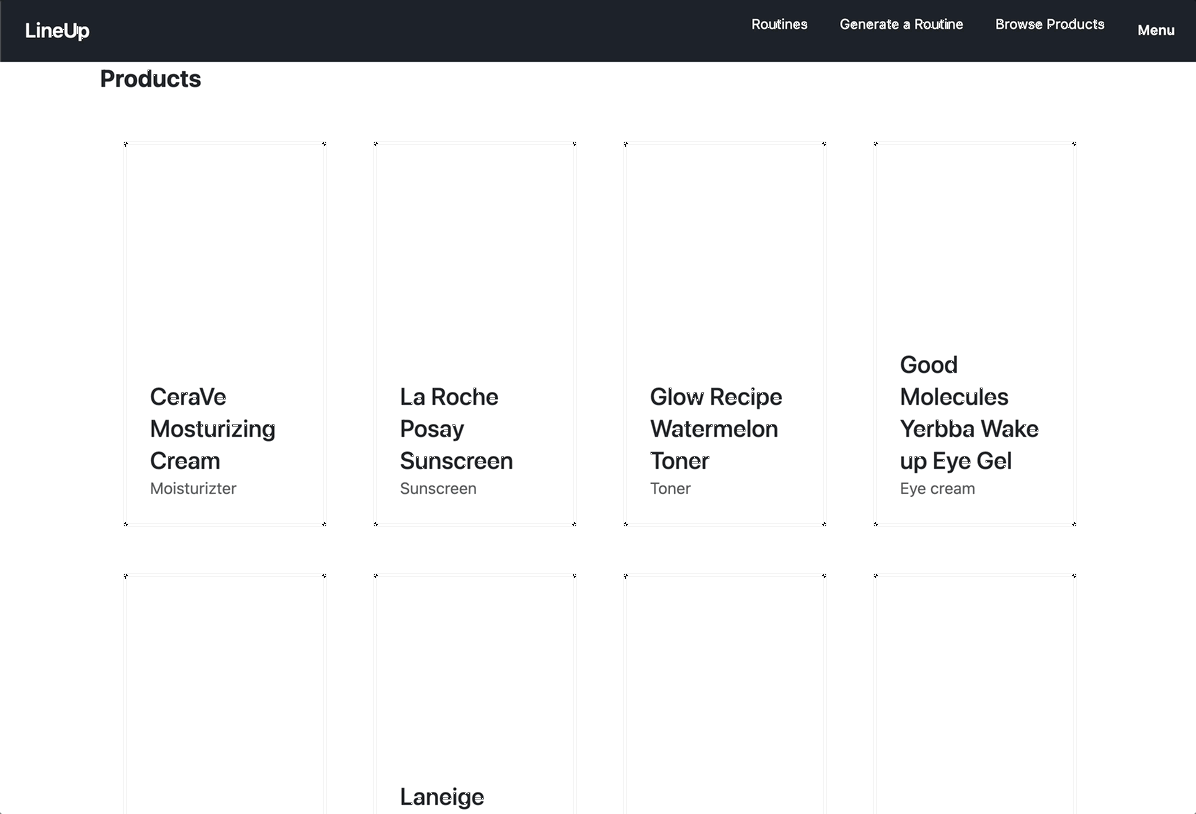 LineUp
Routines
Generate a Routine
Browse Products
Menu
Products
CeraVe
Mosturizing
Cream
Moisturizter
La Roche
Posay
Sunscreen
Sunscreen
Glow Recipe
Watermelon
Toner
Toner
Good
Molecules
Yerbba Wake
up Eye Gel
Eye cream
Laneige